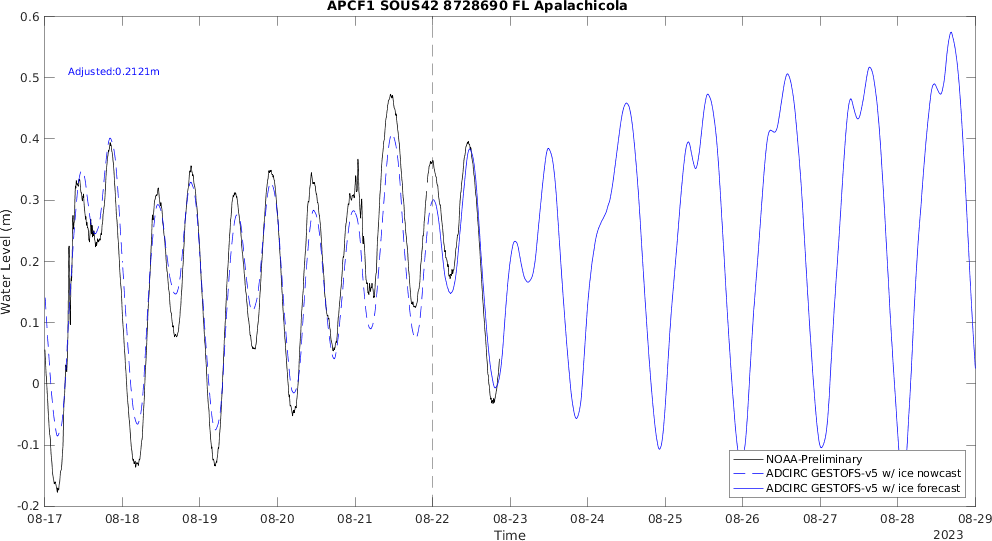 APCF1 SOUS42 8728690 FL Apalachicola
0.6
0.5
0.4
0.3
0.2
0.1
0
-0.1
-0.2
Water Level (m)
Adjusted:0.2121m
NOAA-Preliminary
ADCIRC GESTOFS-v5 w/ ice nowcast
ADCIRC GESTOFS-v5 w/ ice forecast
08-17 08-18 08-19 08-20 08-21 08-22 08-23 08-24 08-25 08-26 08-27 08-28 08-29
Time
2023